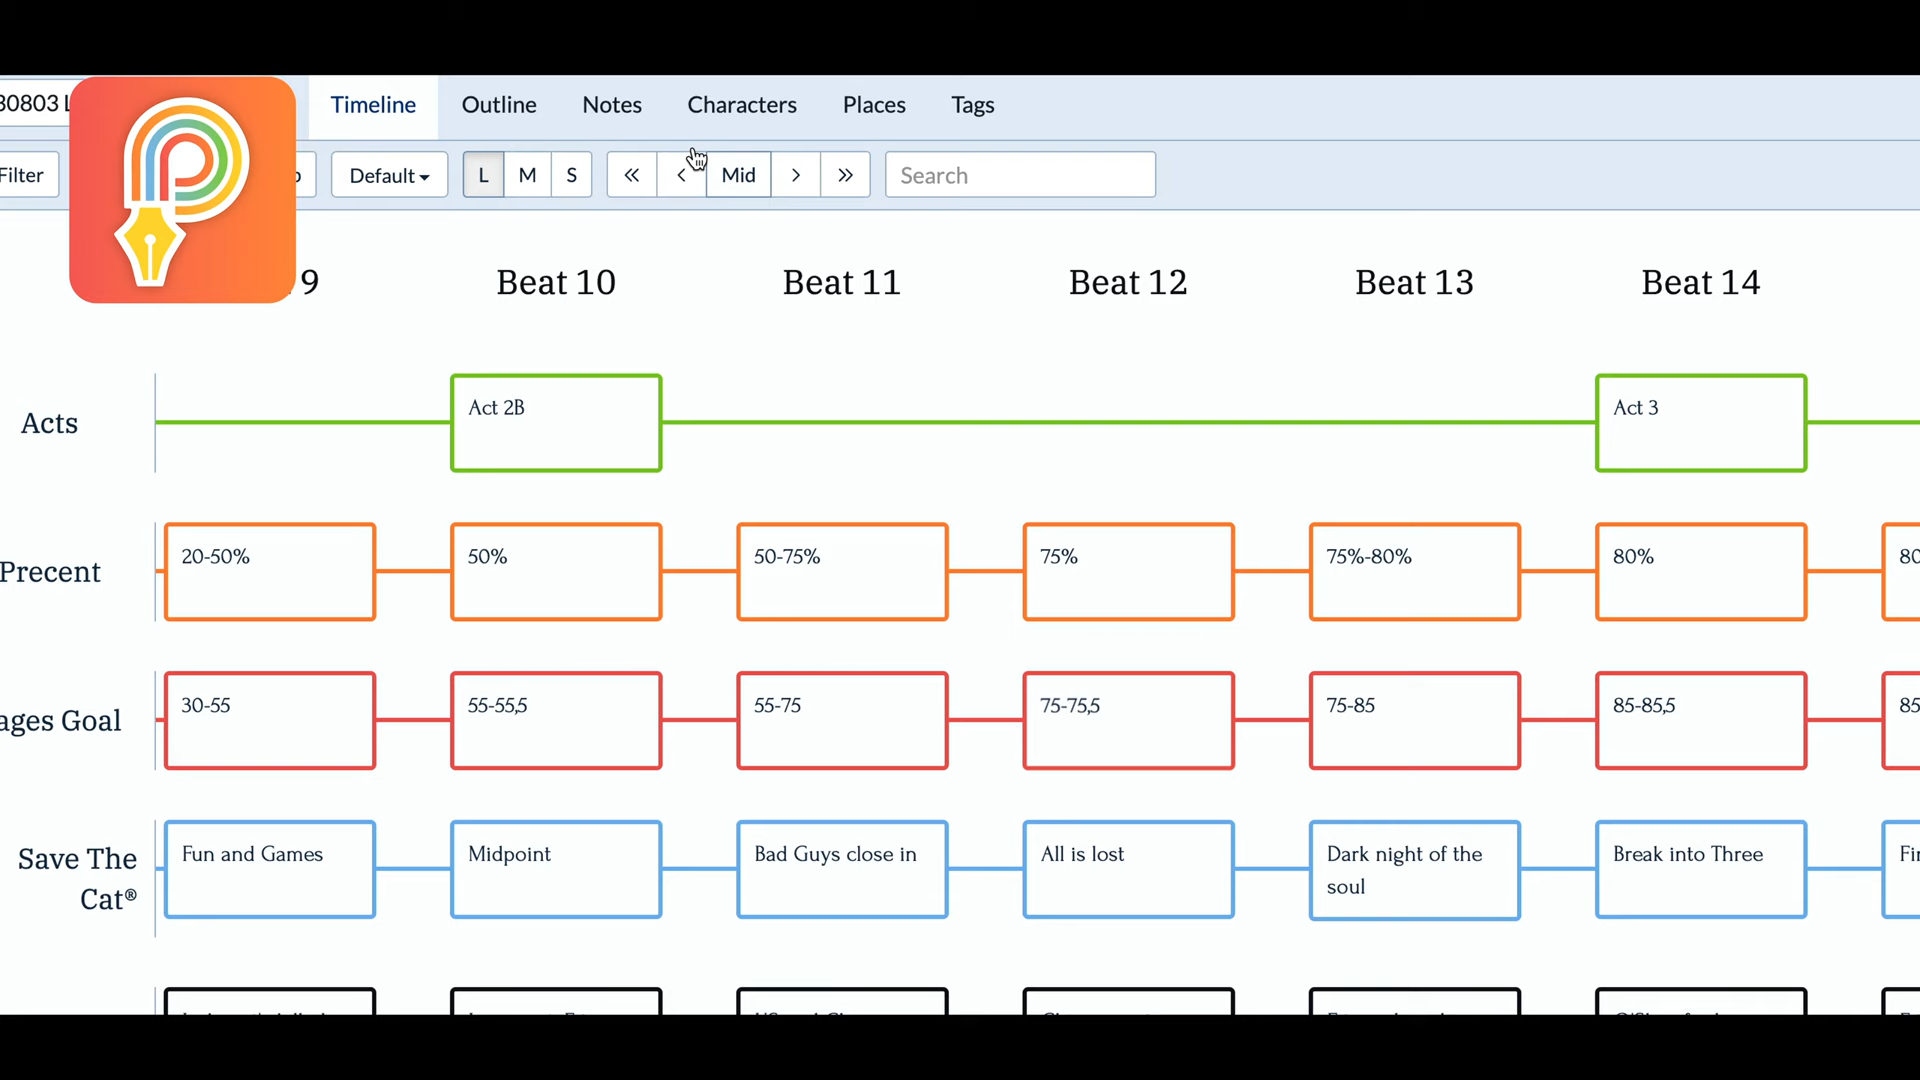 30803 L
Timeline
Outline
Notes
Characters
Places
Tags
Filter
Default
L
M
S
«
<
Mid
>
»
Search
9
Beat 10
Beat 11
Beat 12
Beat 13
Beat 14
Acts
Act 2B
Act 3
Precent
20-50%
50%
50-75%
75%
75%-80%
80%
80
ages Goal
30-55
55-55,5
55-75
75-75,5
75-85
85-85,5
85
Save The
Cat®
Fun and Games
Midpoint
Bad Guys close in
All is lost
Dark night of the
soul
Break into Three